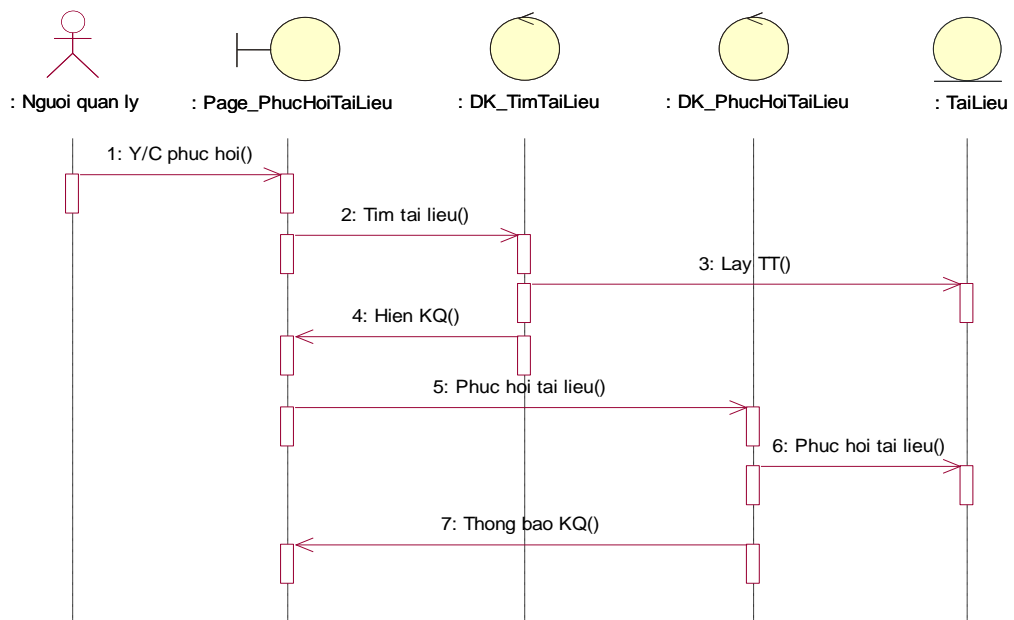 : Nguoi quan ly
: Page_PhucHoiTaiLieu
: DK_TimTaiLieu
: DK_PhucHoiTaiLieu
: TaiLieu
1: Y/C phuc hoi()
2: Tim tai lieu()
3: Lay TT()
4: Hien KQ()
5: Phuc hoi tai lieu()
6: Phuc hoi tai lieu()
7: Thong bao KQ()